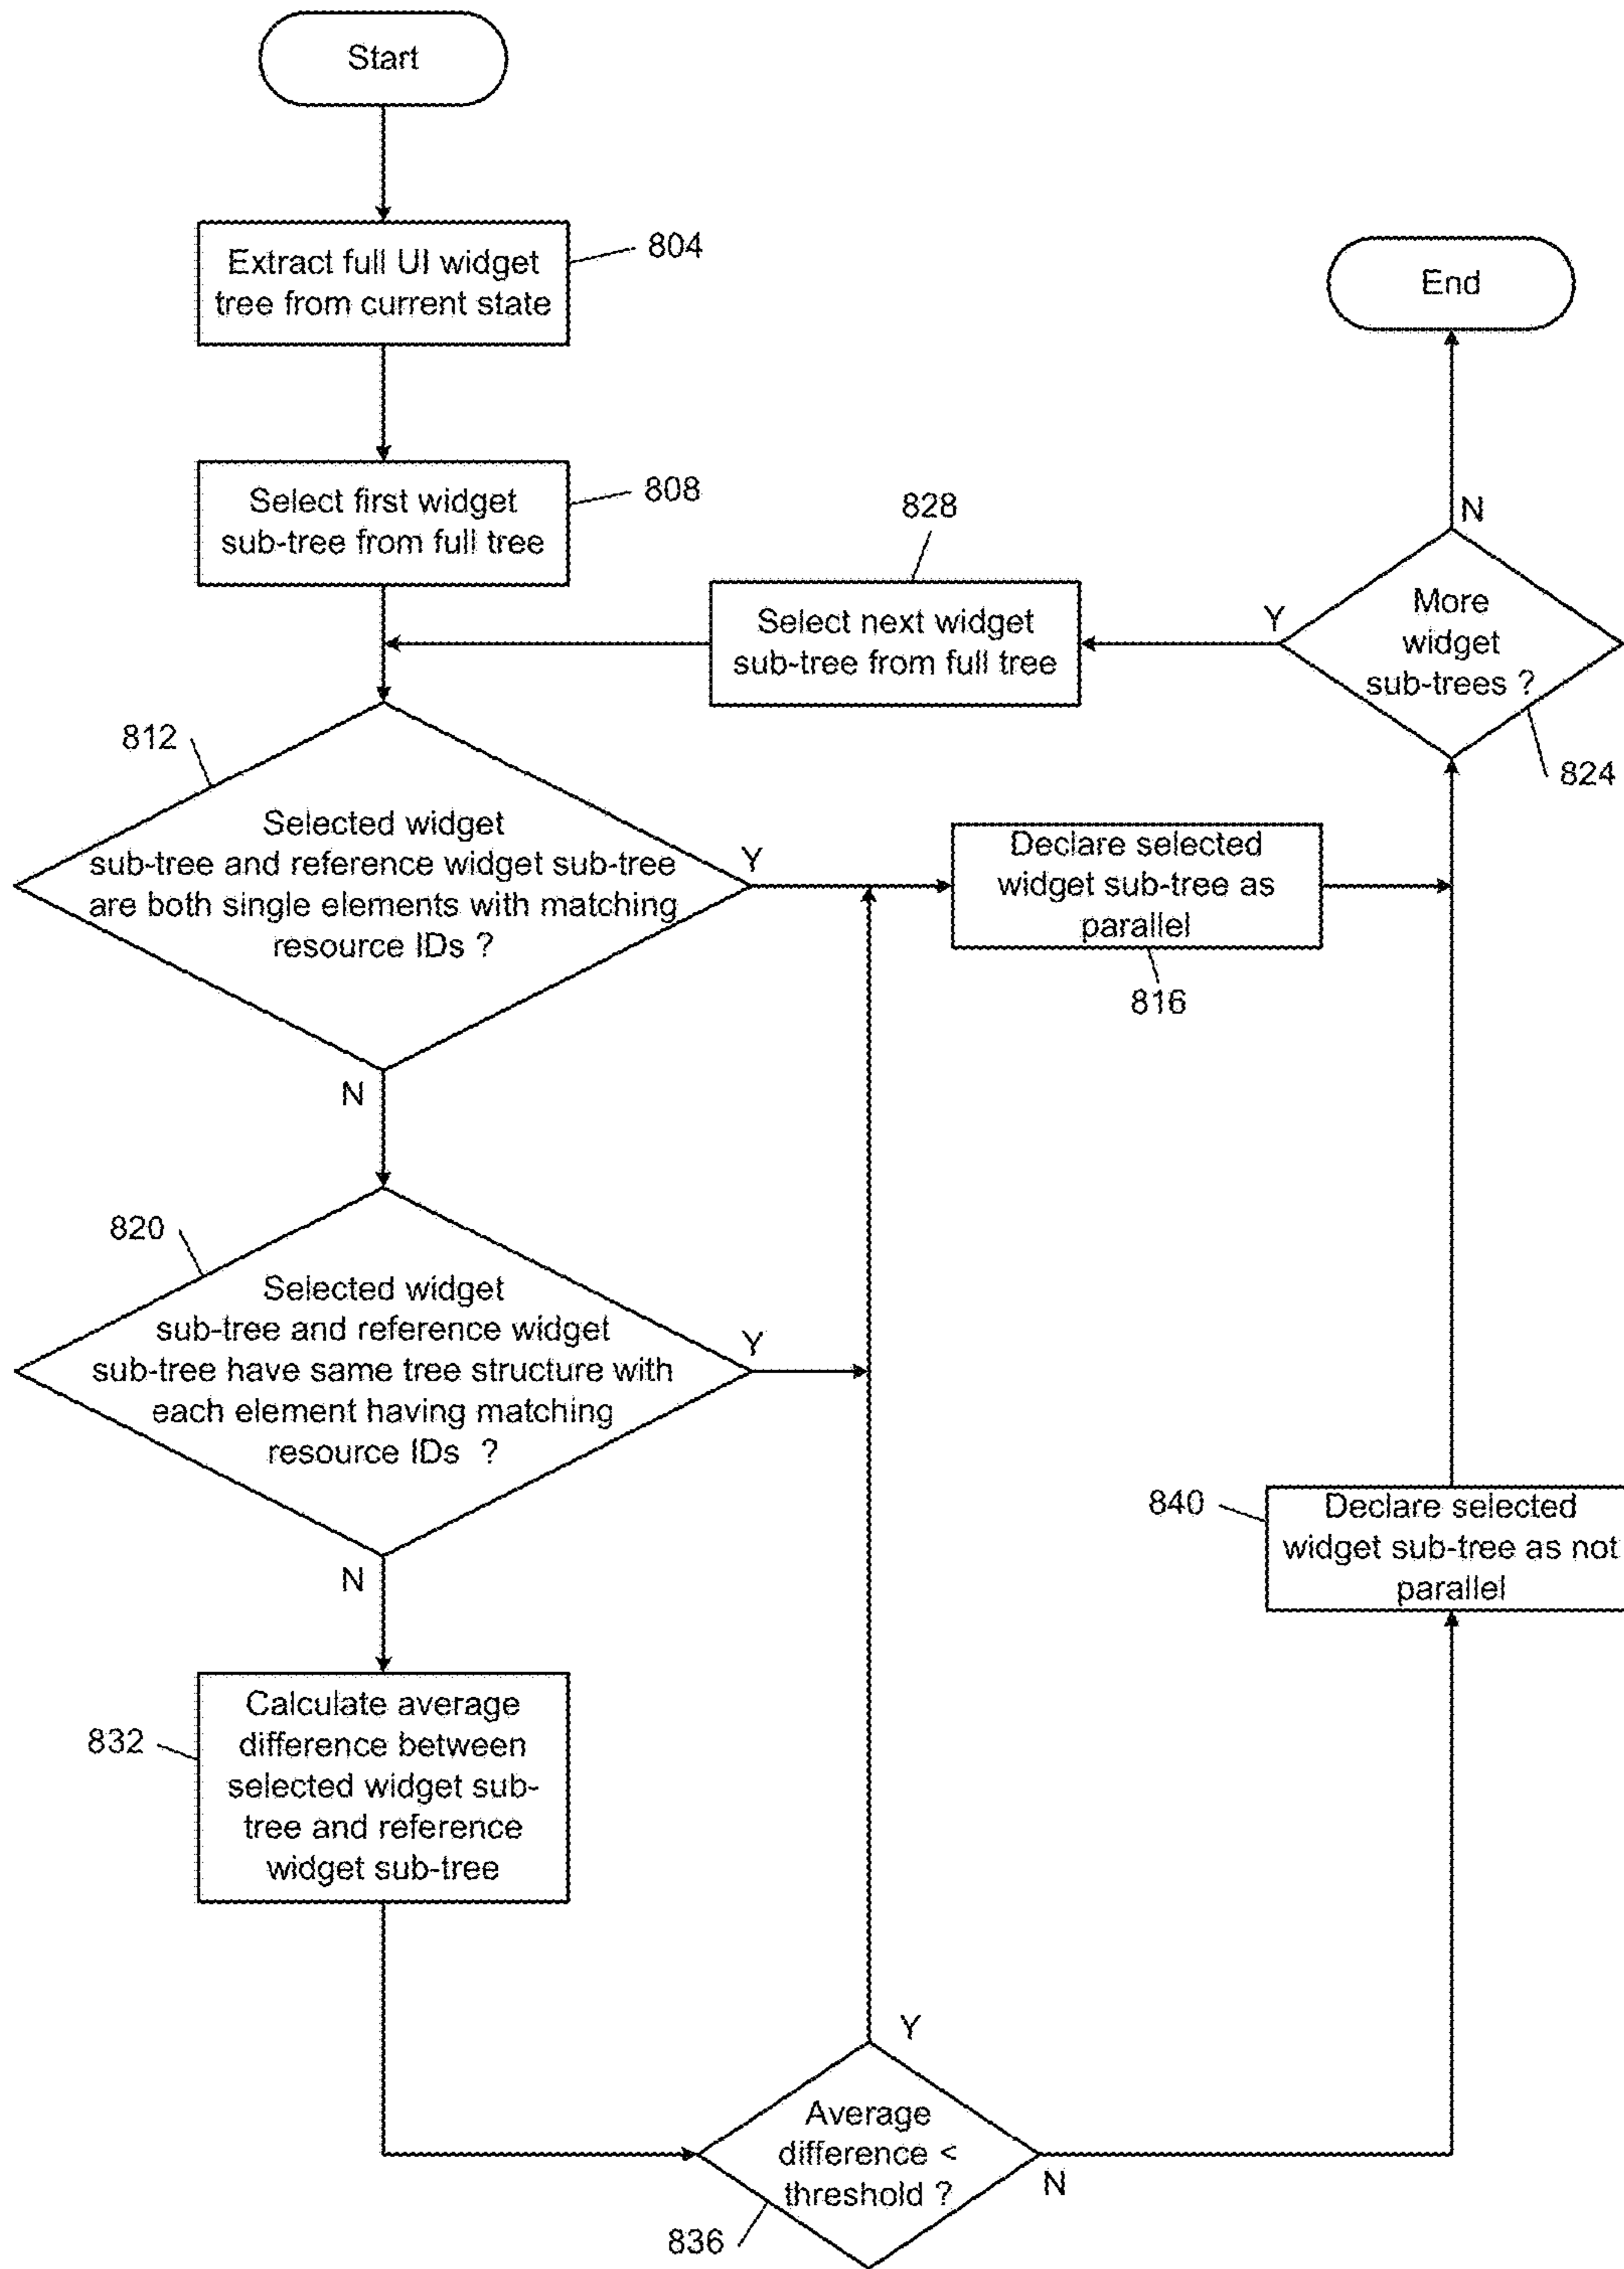 Start
Extract full UI widget
tree from current state
804
End
Select first widget
sub-tree from full tree
808
828
Select next widget
sub-tree from full tree
Y
N
More
widget
sub-trees ?
824
812
Selected widget
sub-tree and reference widget sub-tree
are both single elements with matching
resource IDs ?
Y
N
Declare selected
widget sub-tree as
parallel
816
820
Selected widget
sub-tree and reference widget
sub-tree have same tree structure with
each element having matching
resource IDs ?
Y
N
840
Declare selected
widget sub-tree as not
parallel
832
Calculate average
difference between
selected widget sub-
tree and reference
widget sub-tree
Y
Average
difference <
threshold ?
N
836